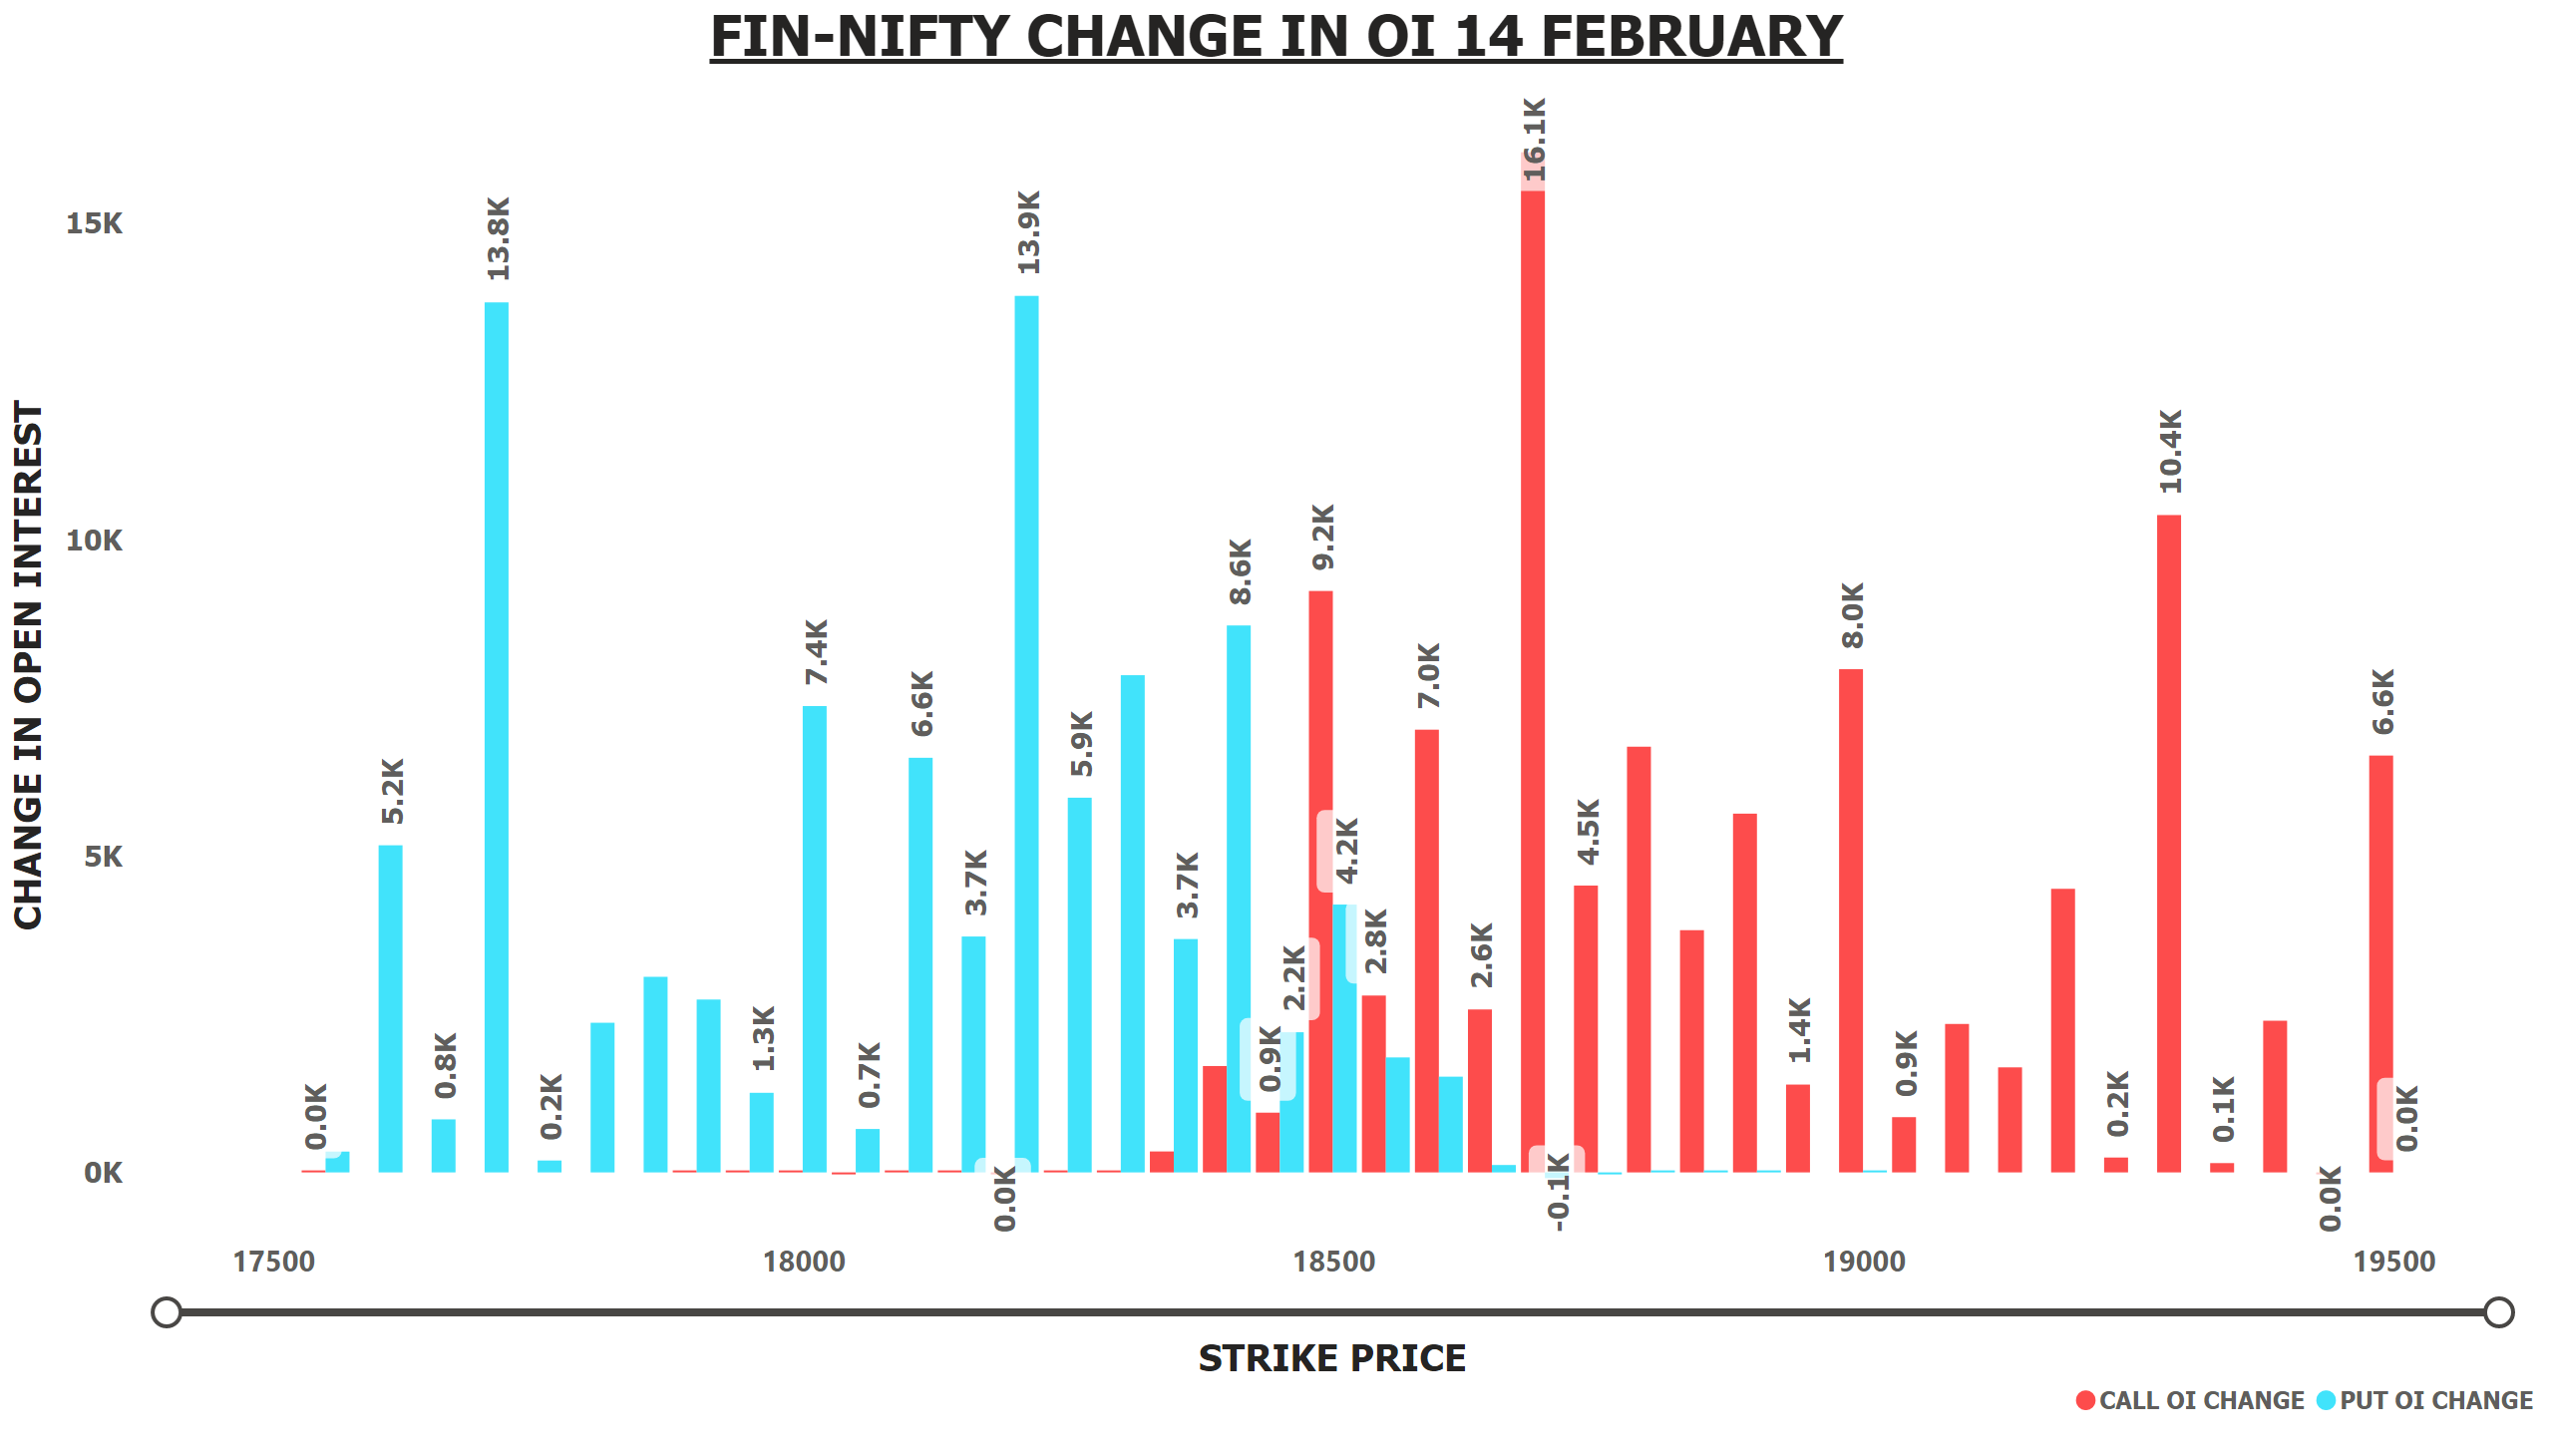 FIN-NIFTY CHANGE IN OI 14 FEBRUARY
CHANGE IN OPEN INTEREST
15K
10K
5K
0K
0.0K
5.2K
0.8K
13.8K
0.2K
1.3K
7.4K
0.7K
6.6K
3.7K
0.0K
13.9K
5.9K
3.7K
8.6K
0.9K
2.2K
9.2K
4.2K
2.8K
7.0K
2.6K
16.1K
-0.1K
4.5K
1.4K
8.0K
0.9K
0.2K
10.4K
0.1K
0.0K
6.6K
0.0K
17500
18000
18500
19000
19500
STRIKE PRICE
CALL OI CHANGE
PUT OI CHANGE